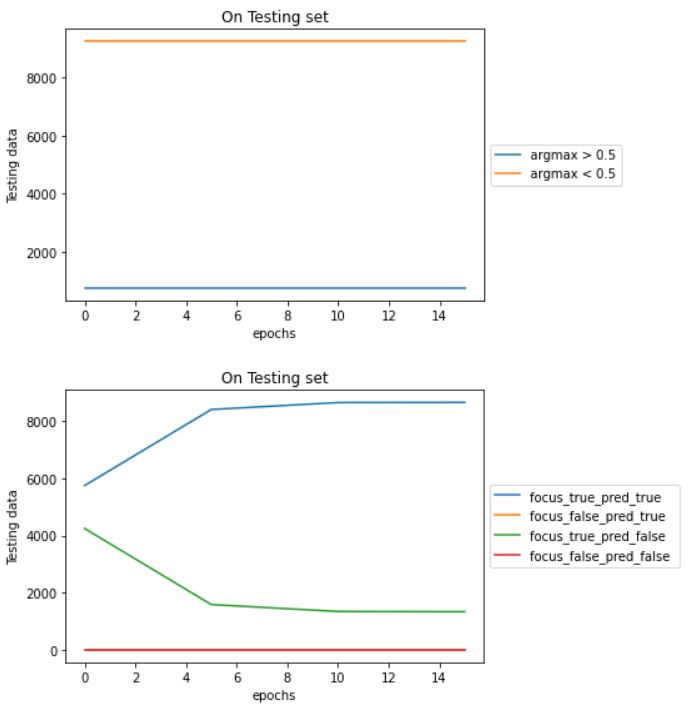 On Testing set
8000
6000
4000
2000
Testing data
0 2 4 6 8 10 12 14
epochs
argmax > 0.5
argmax < 0.5
On Testing set
8000
6000
4000
2000
0
Testing data
0 2 4 6 8 10 12 14
epochs
focus_true_pred_true
focus_false_pred_true
focus_true_pred_false
focus_false_pred_false